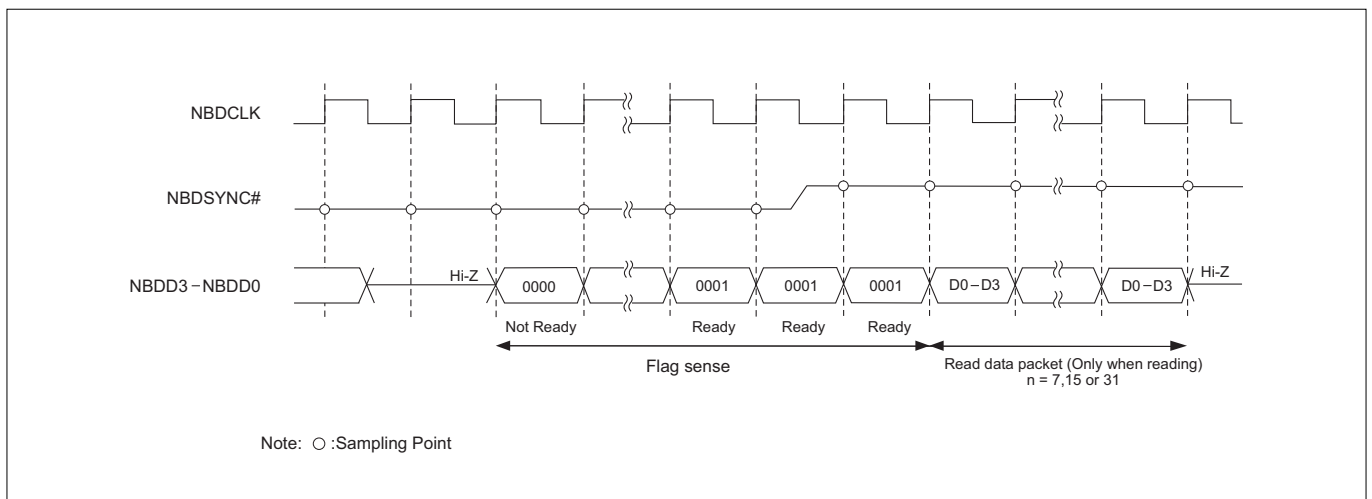 NBDCLK
NBDSYNC#
NBDD3–NBDD0
Hi-Z
0000
0001
0001
0001
D0–D3
D0–D3
Hi-Z
Not Ready
Ready
Ready
Ready
Flag sense
Read data packet (Only when reading)
n = 7,15 or 31
Note: ○ :Sampling Point